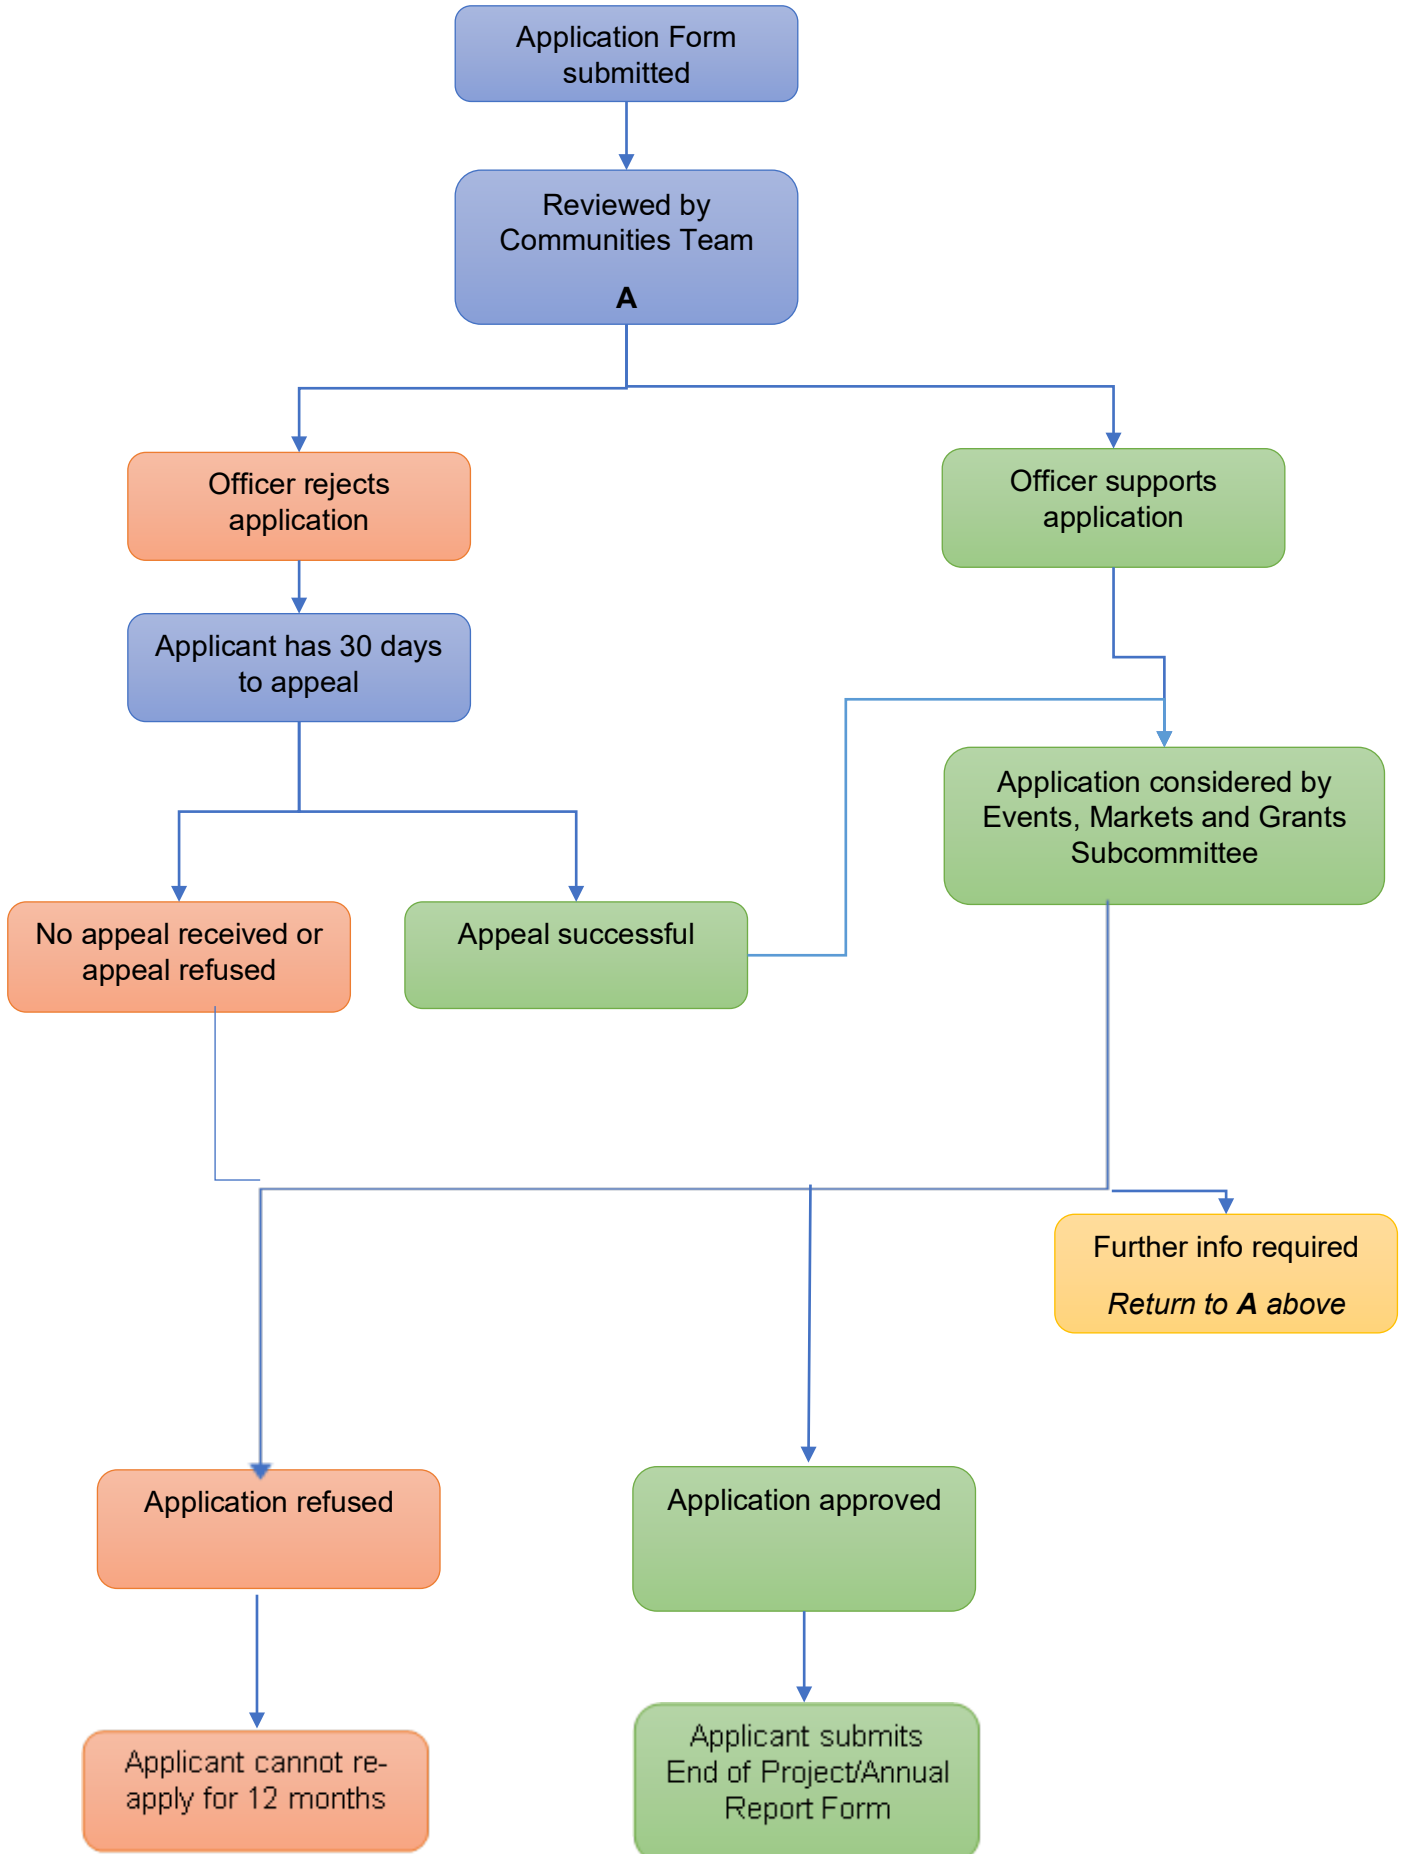 Application Form
submitted
Reviewed by
Communities Team
A
Officer rejects
application
Officer supports
application
Applicant has 30 days
to appeal
Application considered by
Events, Markets and Grants
Subcommittee
No appeal received or
appeal refused
Appeal successful
Further info required
Return to A above
Application refused
Application approved
Applicant cannot re-
apply for 12 months
Applicant submits
End of Project/Annual
Report Form